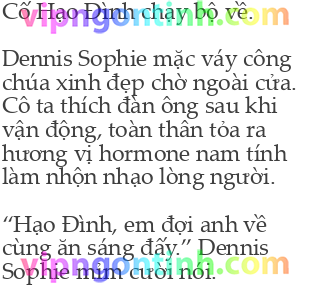 Cố Hạo Đình chạy bộ về.
Dennis Sophie mặc váy công
chúa xinh đẹp chờ ngoài cửa.
Cô ta thích đàn ông sau khi
vận động, toàn thân tỏa ra
hương vị hormone nam tính
làm nhộn nhạo lòng người.
“Hạo Đình, em đợi anh về
cùng ăn sáng đấy.” Dennis
Sophie mỉm cười nói.
vipngontinh.com
vipngontinh.com